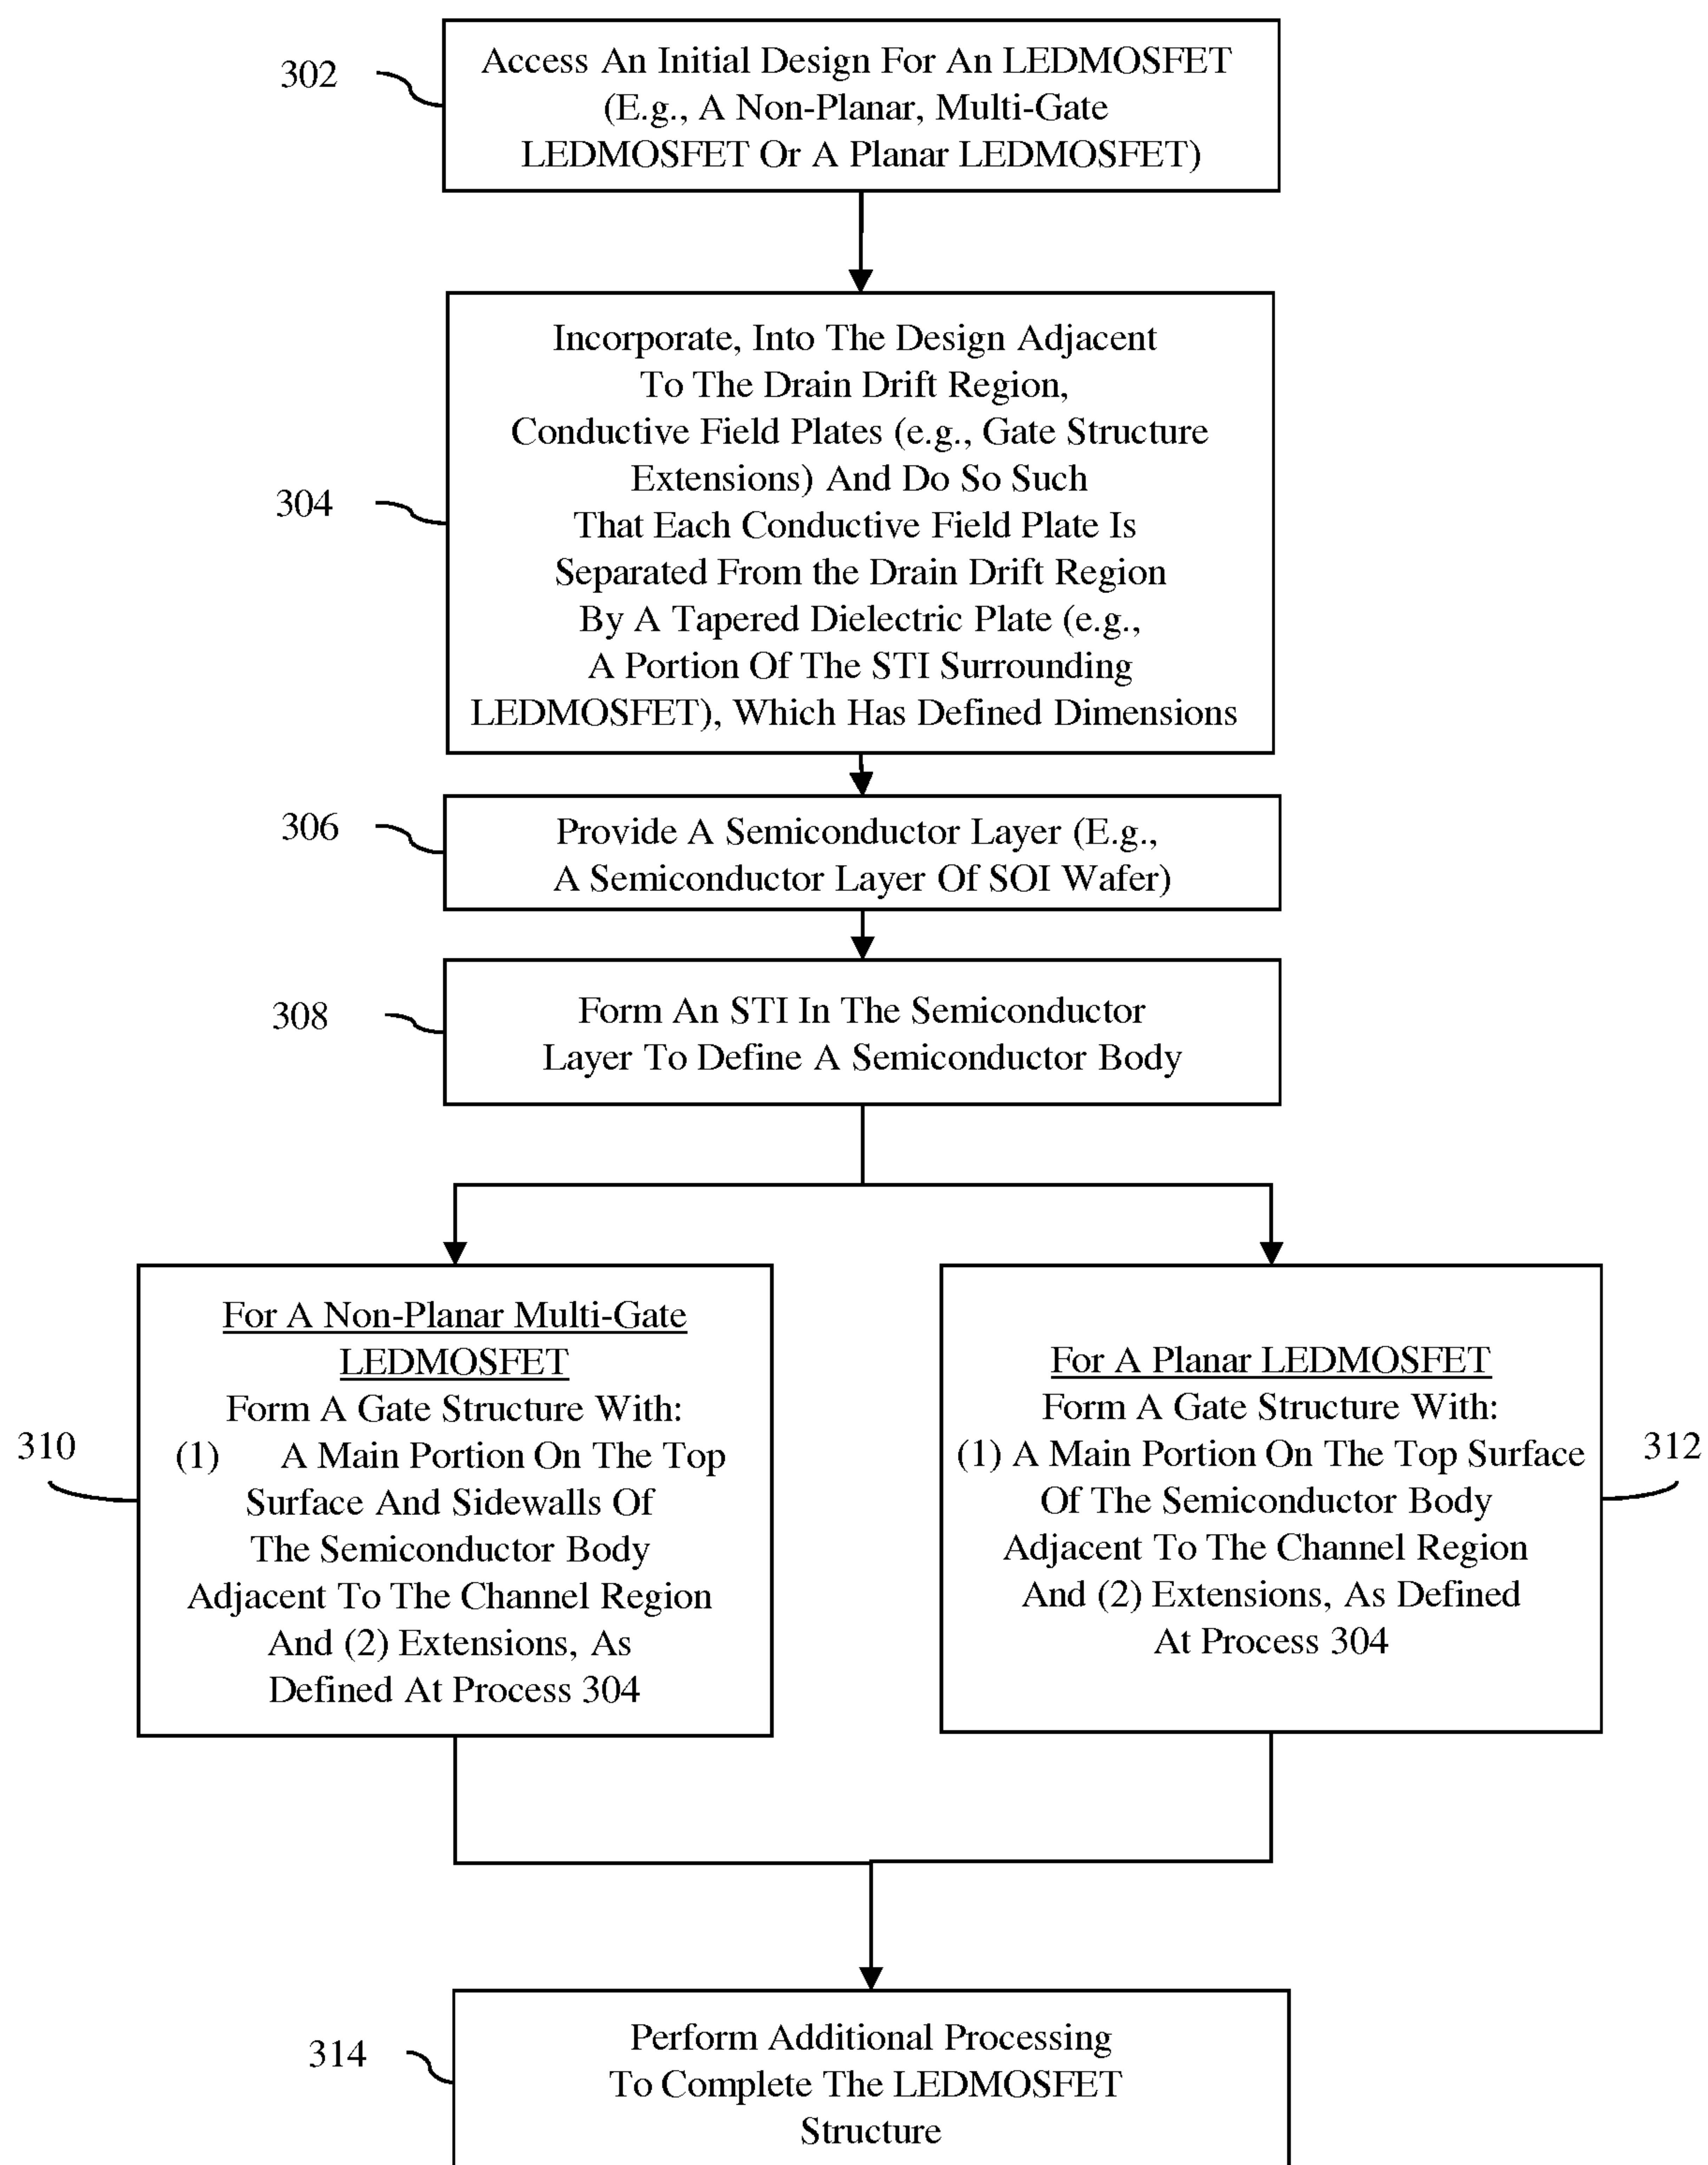 302
Access An Initial Design For An LEDMOSFET
(E.g., A Non-Planar, Multi-Gate
LEDMOSFET Or A Planar LEDMOSFET)
304
Incorporate, Into The Design Adjacent
To The Drain Drift Region,
Conductive Field Plates (e.g., Gate Structure
Extensions) And Do So Such
That Each Conductive Field Plate Is
Separated From the Drain Drift Region
By A Tapered Dielectric Plate (e.g.,
A Portion Of The STI Surrounding
LEDMOSFET), Which Has Defined Dimensions
306
Provide A Semiconductor Layer (E.g.,
A Semiconductor Layer Of SOI Wafer)
308
Form An STI In The Semiconductor
Layer To Define A Semiconductor Body
310
For A Non-Planar Multi-Gate
LEDMOSFET
Form A Gate Structure With:
(1) A Main Portion On The Top
Surface And Sidewalls Of
The Semiconductor Body
Adjacent To The Channel Region
And (2) Extensions, As
Defined At Process 304
312
For A Planar LEDMOSFET
Form A Gate Structure With:
(1) A Main Portion On The Top Surface
Of The Semiconductor Body
Adjacent To The Channel Region
And (2) Extensions, As Defined
At Process 304
314
Perform Additional Processing
To Complete The LEDMOSFET
Structure